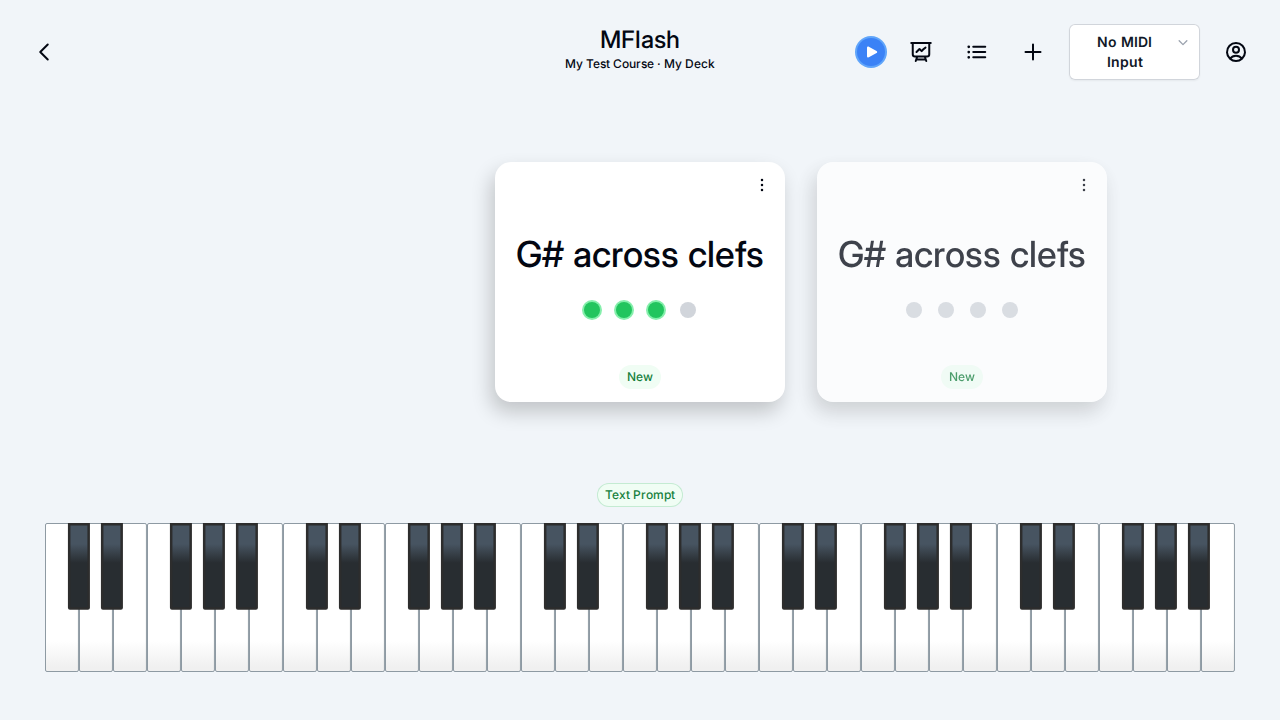 MFlash
My Test Course · My Deck
No MIDI
Input
G# across clefs
New
G# across clefs
New
Text Prompt